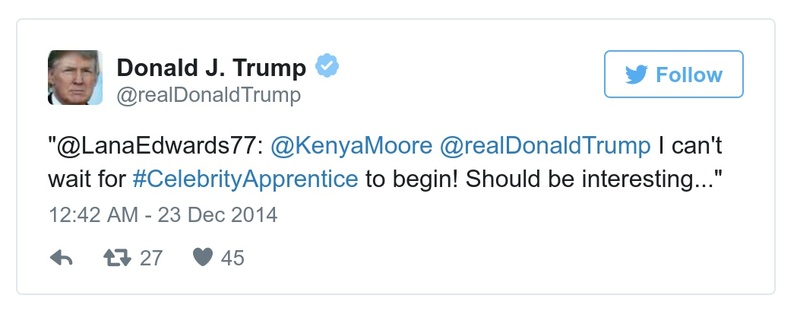 Donald J. Trump
@realDonaldTrump
Follow
"@LanaEdwards77: @KenyaMoore @realDonaldTrump I can't
wait for #CelebrityApprentice to begin! Should be interesting..."
12:42 AM - 23 Dec 2014
27 45